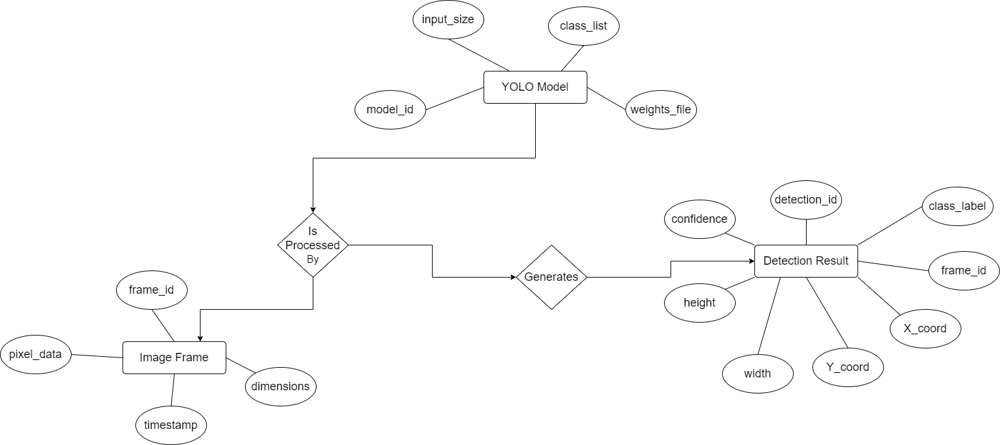 input_size
class_list
YOLO Model
model_id
weights_file
Is
Processed
By
Generates
confidence
detection_id
class_label
Detection Result
frame_id
height
X_coord
width
Y_coord
frame_id
pixel_data
Image Frame
dimensions
timestamp